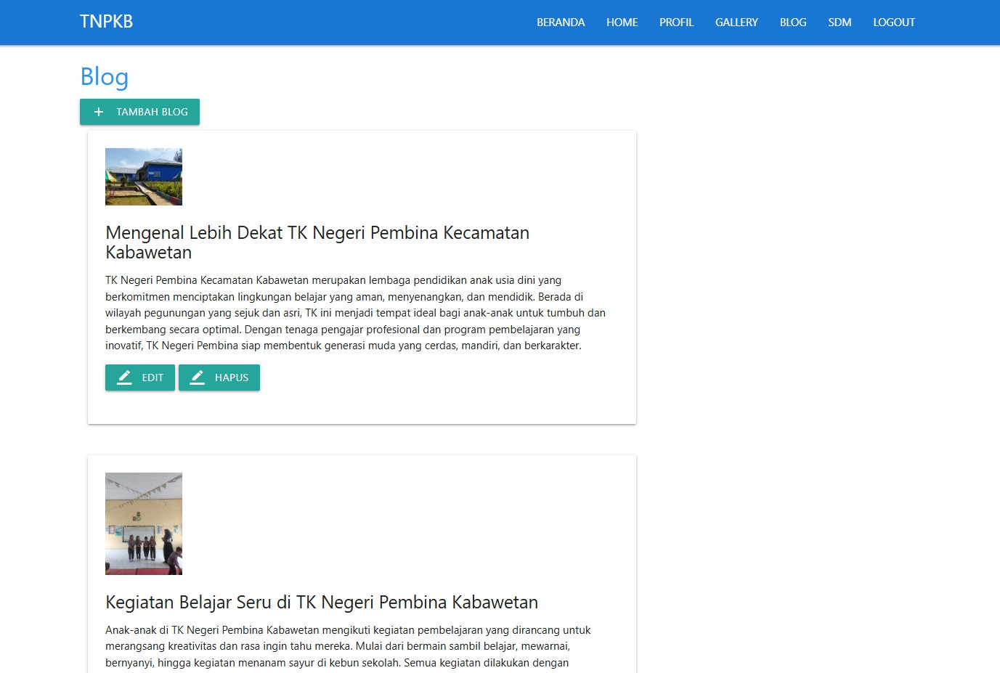 TNPKB
BERANDA HOME PROFIL GALLERY BLOG SDM LOGOUT
Blog
TAMBAH BLOG
Mengenal Lebih Dekat TK Negeri Pembina Kecamatan
Kabawetan
TK Negeri Pembina Kecamatan Kabawetan merupakan lembaga pendidikan anak usia dini yang
berkomitmen menciptakan lingkungan belajar yang aman, menyenangkan, dan mendidik. Berada di
wilayah pegunungan yang sejuk dan asri, TK ini menjadi tempat ideal bagi anak-anak untuk tumbuh dan
berkembang secara optimal. Dengan tenaga pengajar profesional dan program pembelajaran yang
inovatif, TK Negeri Pembina siap membentuk generasi muda yang cerdas, mandiri, dan berkarakter.
EDIT HAPUS
Kegiatan Belajar Seru di TK Negeri Pembina Kabawetan
Anak-anak di TK Negeri Pembina Kabawetan mengikuti kegiatan pembelajaran yang dirancang untuk
merangsang kreativitas dan rasa ingin tahu mereka. Mulai dari bermain sambil belajar, mewarnai,
bernyanyi, hingga kegiatan menanam sayur di kebun sekolah. Semua kegiatan dilakukan dengan